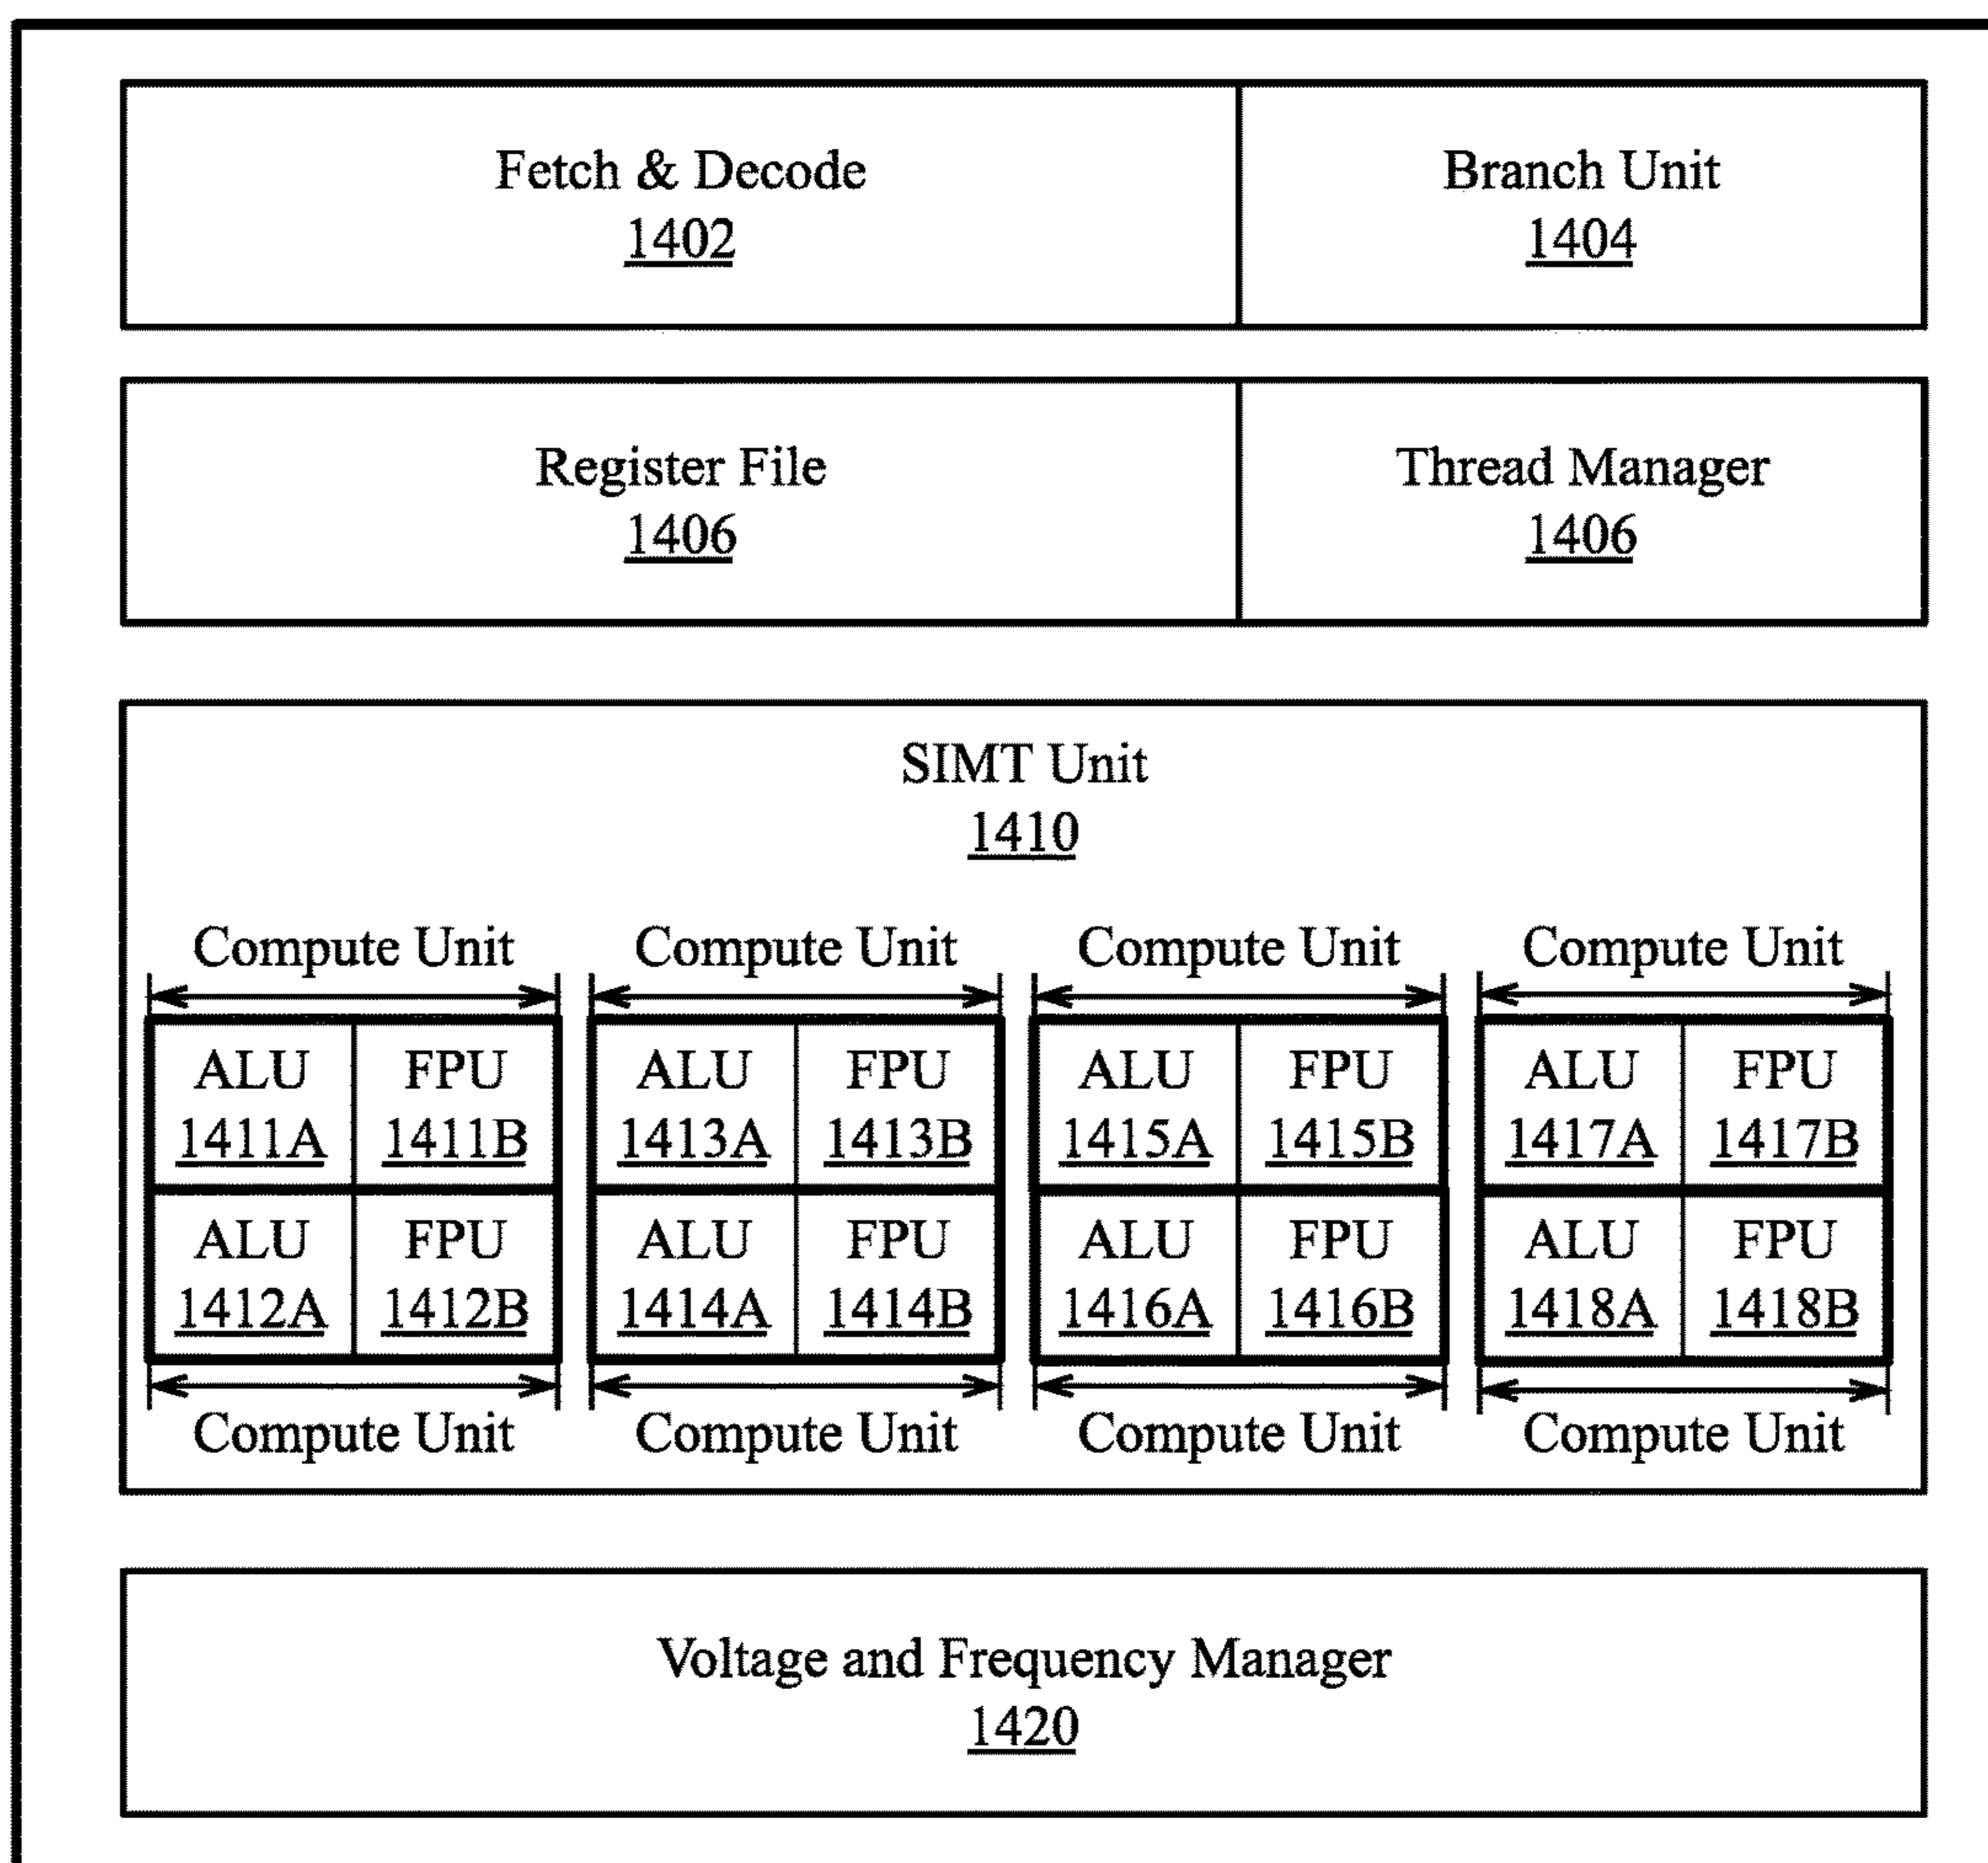 Fetch & Decode
1402
Branch Unit
1404
Register File
1406
Thread Manager
1406
SIMT Unit
1410
Compute Unit
Compute Unit
Compute Unit
Compute Unit
ALU
1411A
FPU
1411B
ALU
1413A
FPU
1413B
ALU
1415A
FPU
1415B
ALU
1417A
FPU
1417B
ALU
1412A
FPU
1412B
ALU
1414A
FPU
1414B
ALU
1416A
FPU
1416B
ALU
1418A
FPU
1418B
Compute Unit
Compute Unit
Compute Unit
Compute Unit
Voltage and Frequency Manager
1420